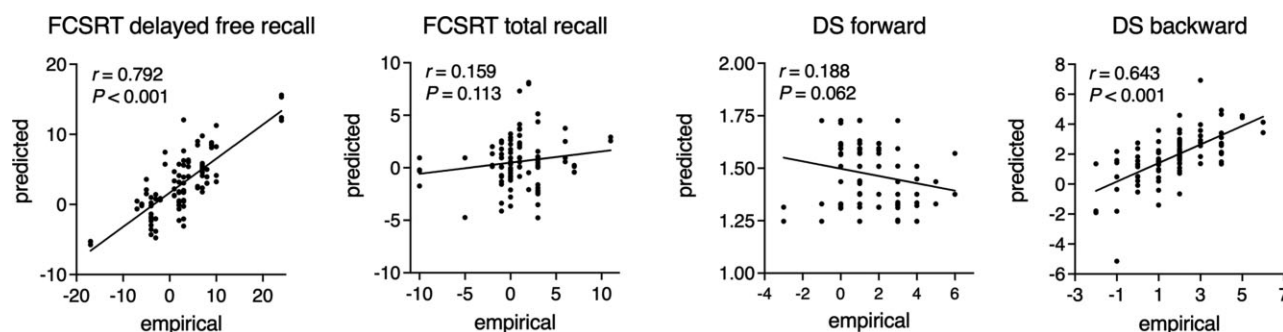 FCSRT delayed free recall
r = 0.792
P < 0.001
20
10
0
-10
predicted
-20
-10
0
10
20
empirical
FCSRT total recall
r = 0.159
P = 0.113
10
5
0
-5
-10
predicted
-10
-5
0
5
10
empirical
DS forward
r = 0.188
P = 0.062
2.00
1.75
1.50
1.25
1.00
predicted
-4
-2
0
2
4
6
empirical
DS backward
r = 0.643
P < 0.001
8
6
4
2
0
-2
-4
-6
predicted
-3
-1
1
3
5
7
empirical